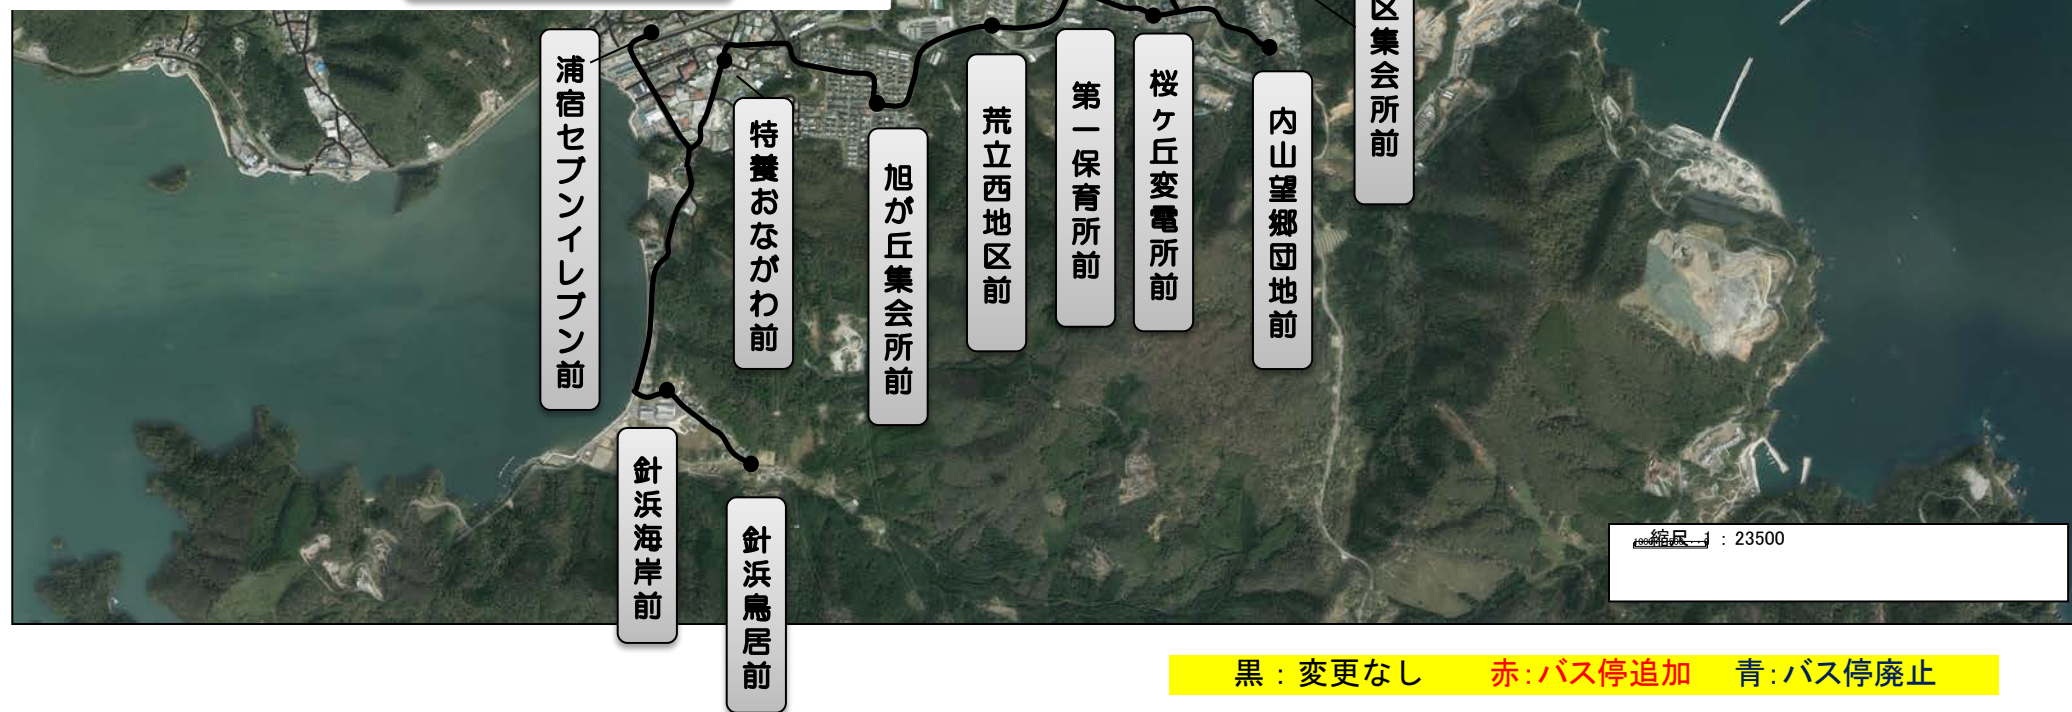 浦宿セブンイレブン前
特養おながわ前
旭が丘集会所前
荒立西地区前
第一保育所前
桜ケ丘変電所前
内山望郷団地前
区集会所前
針浜海岸前
針浜鳥居前
縮尺 1 : 23500
黒：変更なし 赤：バス停追加 青：バス停廃止